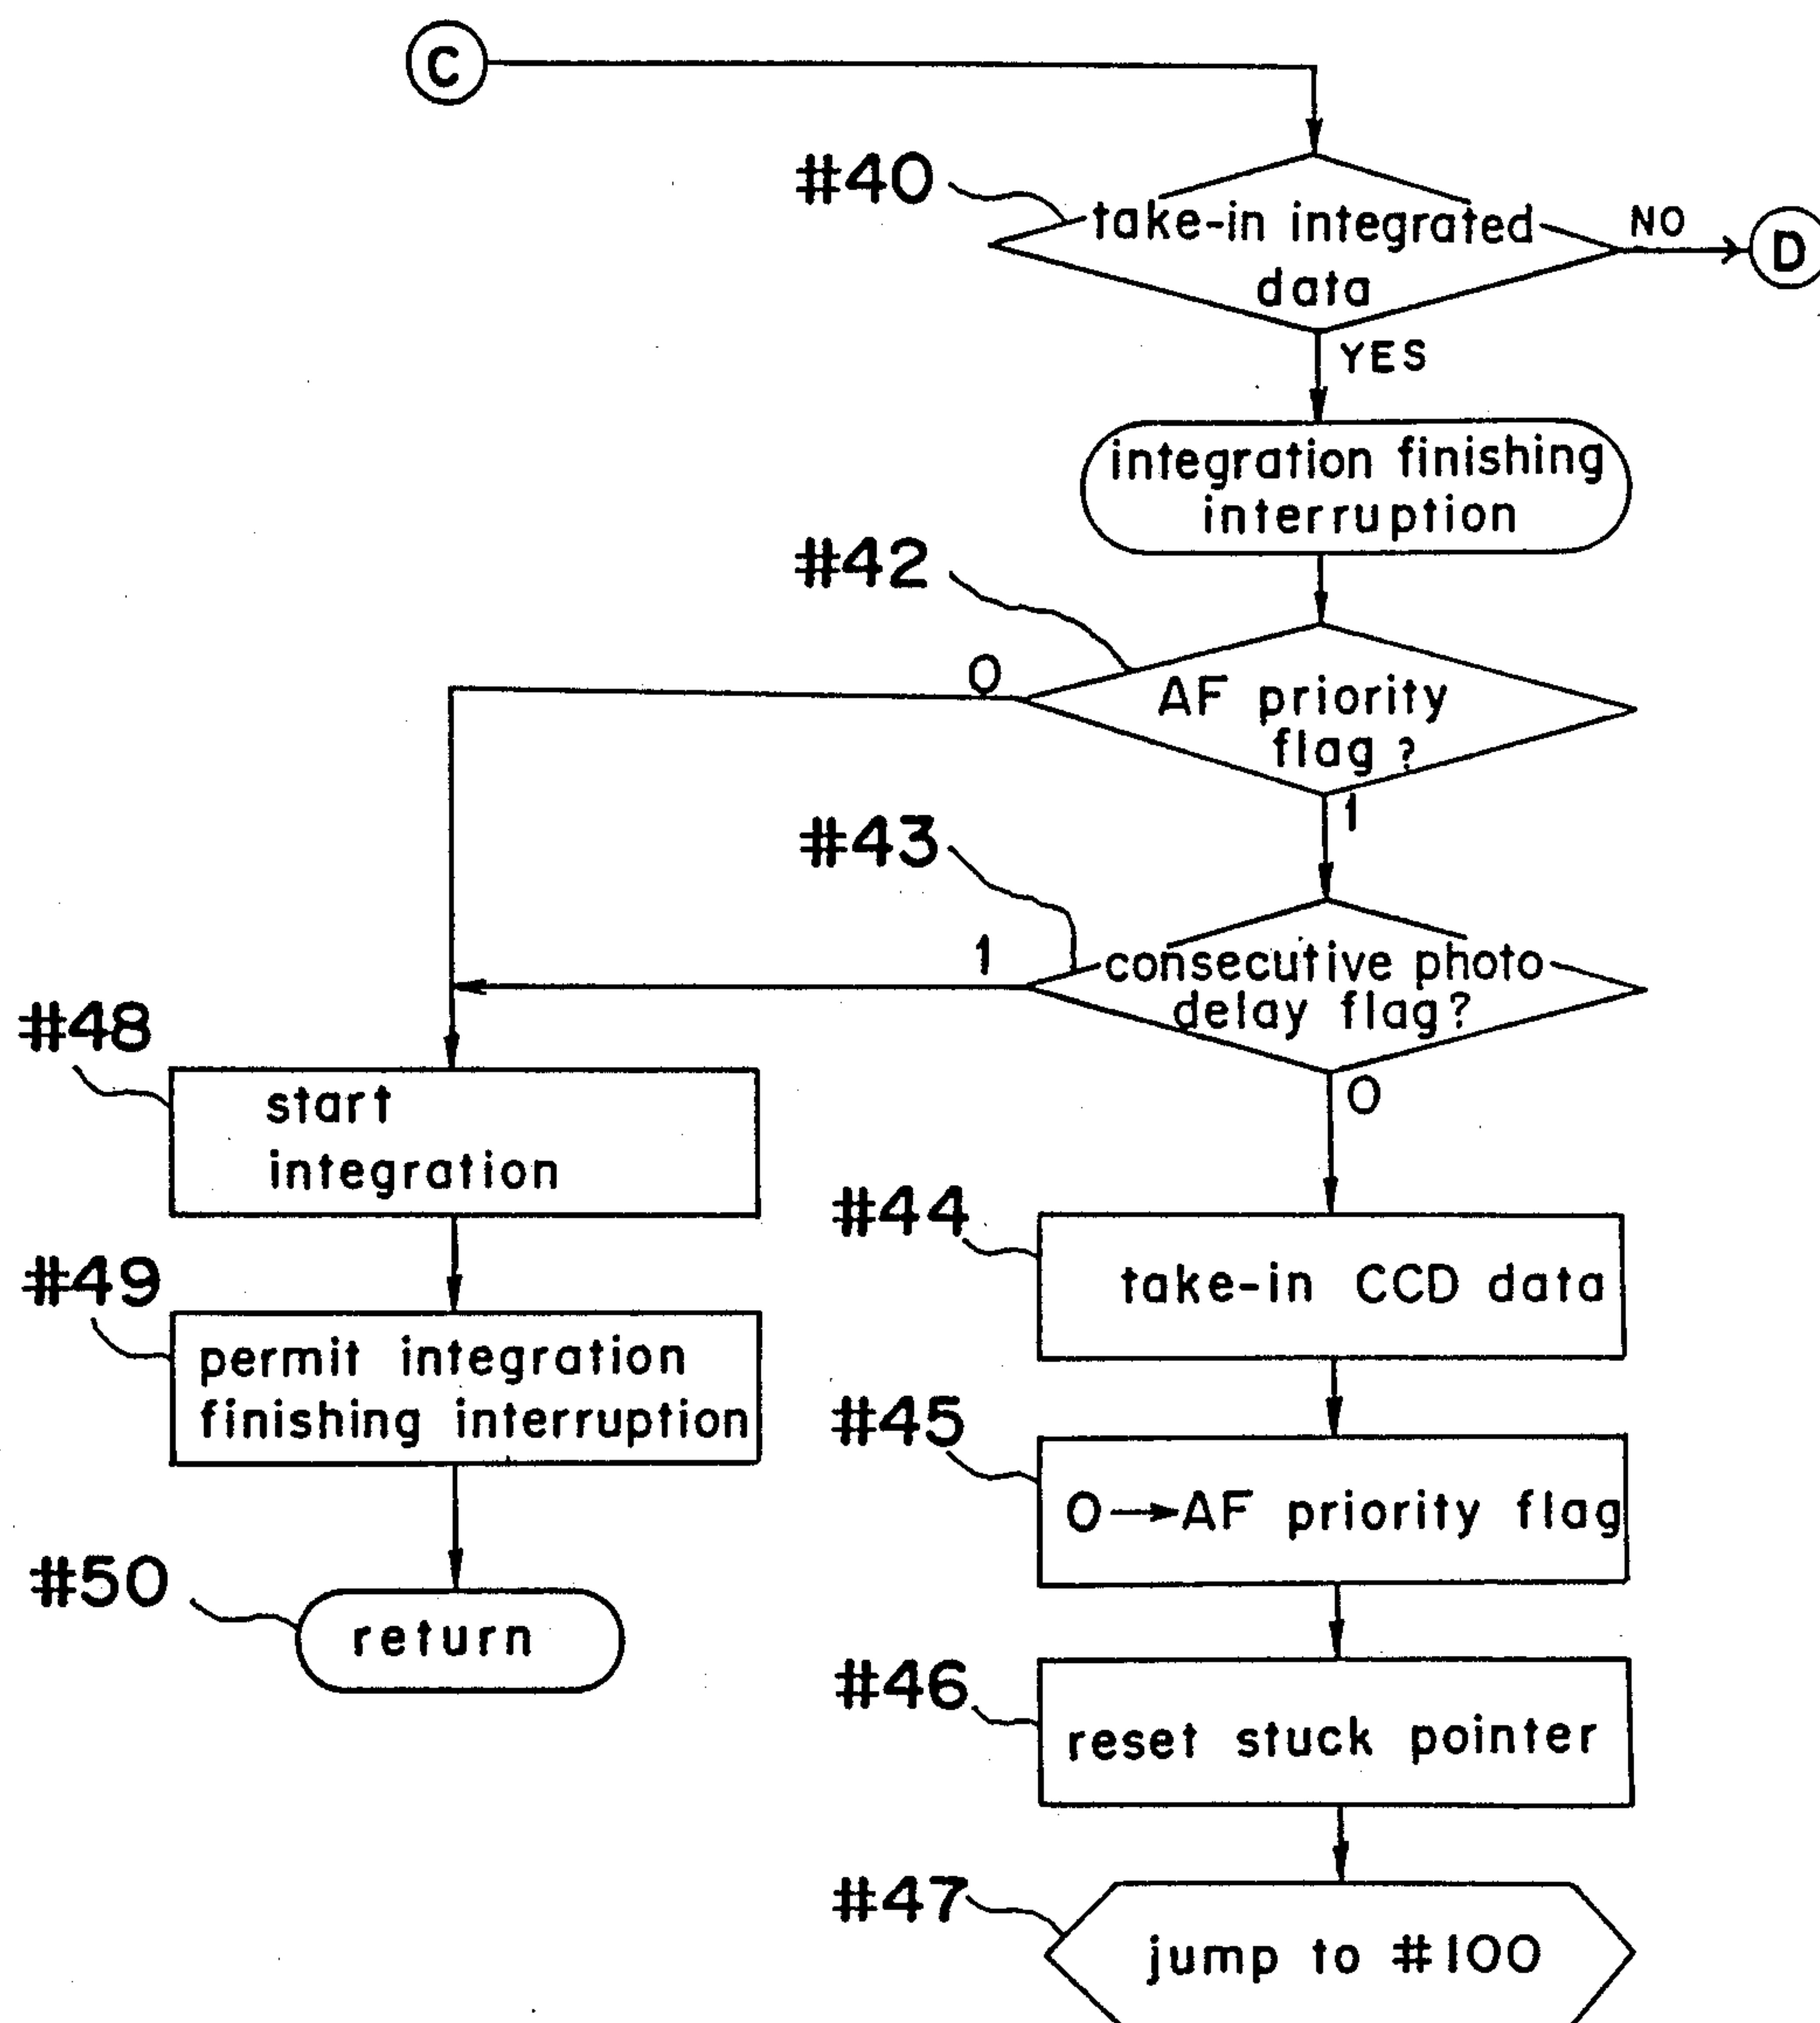 C
#40
take-in integrated
data
NO
D
YES
integration finishing
interruption
#42
0
AF priority
flag ?
1
#43
1
consecutive photo
delay flag?
0
#48
start
integration
#44
take-in CCD data
#49
permit integration
finishing interruption
#45
0→AF priority flag
#50
return
#46
reset stuck pointer
#47
jump to #100